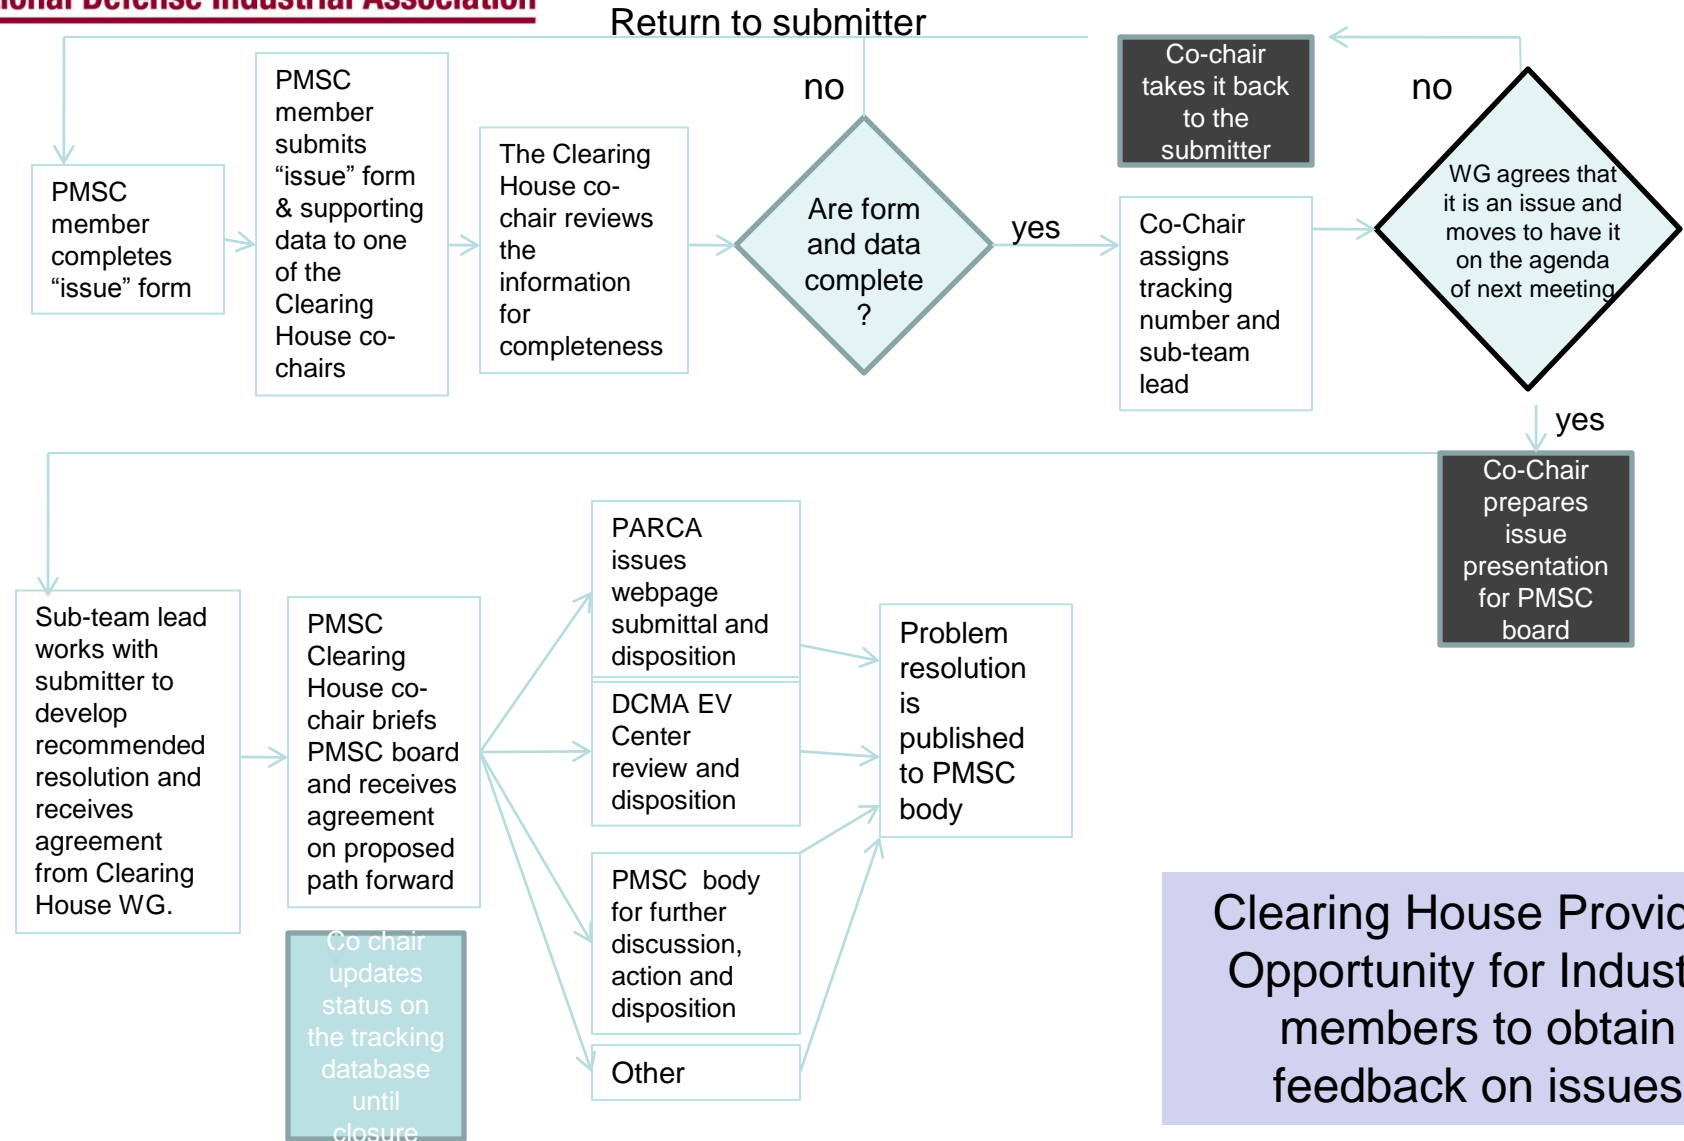 National Defense Industrial Association
Return to submitter
PMSC
member
completes
“issue” form
PMSC
member
submits
“issue” form
& supporting
data to one
of the
Clearing
House co-
chairs
The Clearing
House co-
chair reviews
the
information
for
completeness
no
Are form
and data
complete
?
yes
Co-chair
takes it back
to the
submitter
Co-Chair
assigns
tracking
number and
sub-team
lead
no
WG agrees that
it is an issue and
moves to have it
on the agenda
of next meeting
yes
Co-Chair
prepares
issue
presentation
for PMSC
board
Sub-team lead
works with
submitter to
develop
recommended
resolution and
receives
agreement
from Clearing
House WG.
PMSC
Clearing
House co-
chair briefs
PMSC board
and receives
agreement
on proposed
path forward
Co chair
updates
status on
the tracking
database
until
closure
PARCA
issues
webpage
submittal and
disposition
DCMA EV
Center
review and
disposition
PMSC body
for further
discussion,
action and
disposition
Other
Problem
resolution
is
published
to PMSC
body
Clearing House
Opportunity for
members to obtain
feedback on issues